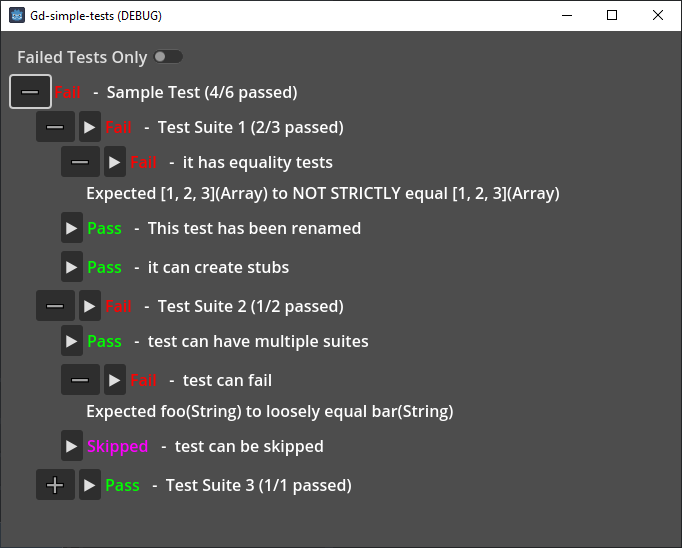 Gd-simple-tests (DEBUG)
Failed Tests Only
Fail - Sample Test (4/6 passed)
Fail - Test Suite 1 (2/3 passed)
Fail - it has equality tests
Expected [1, 2, 3](Array) to NOT STRICTLY equal [1, 2, 3](Array)
Pass - This test has been renamed
Pass - it can create stubs
Fail - Test Suite 2 (1/2 passed)
Pass - test can have multiple suites
Fail - test can fail
Expected foo(String) to loosely equal bar(String)
Skipped - test can be skipped
Pass - Test Suite 3 (1/1 passed)